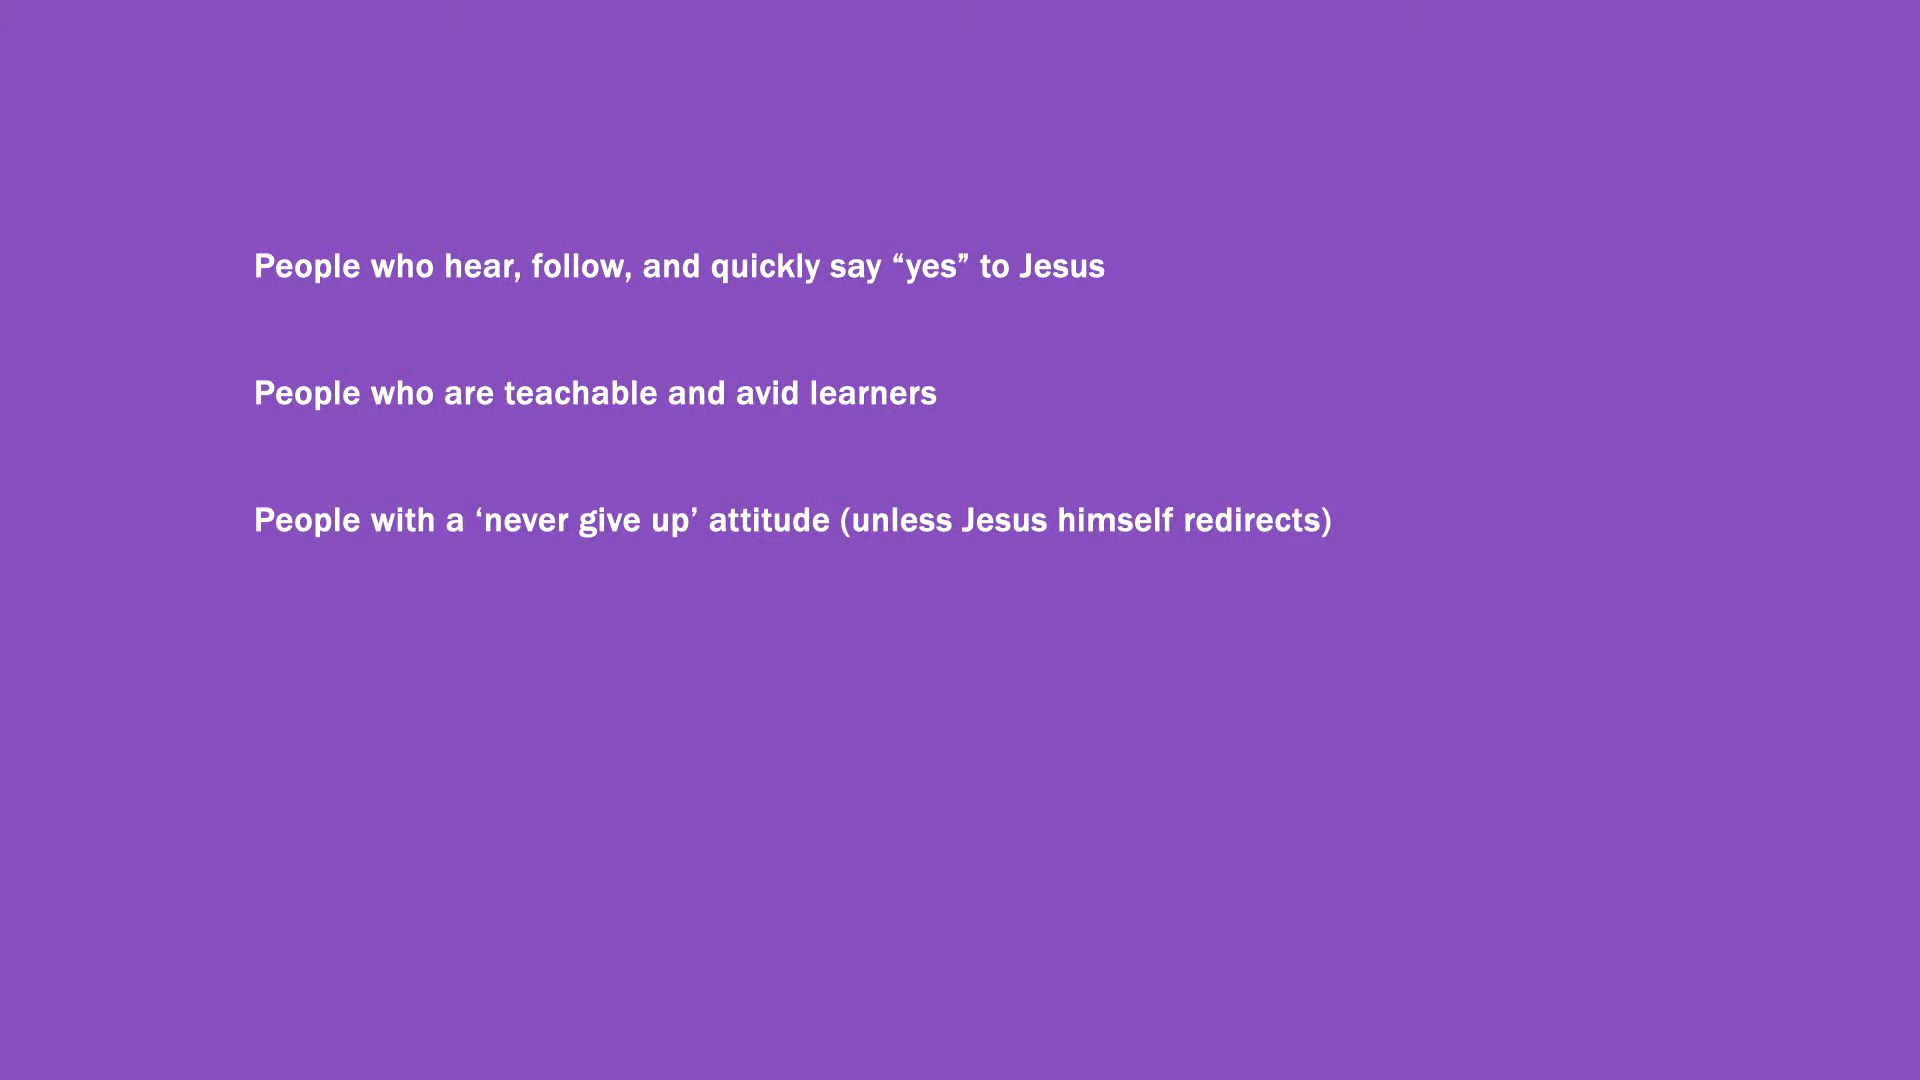 People who hear, follow, and quickly say “yes” to Jesus
People who are teachable and avid learners
People with a ‘never give up’ attitude (unless Jesus himself redirects)